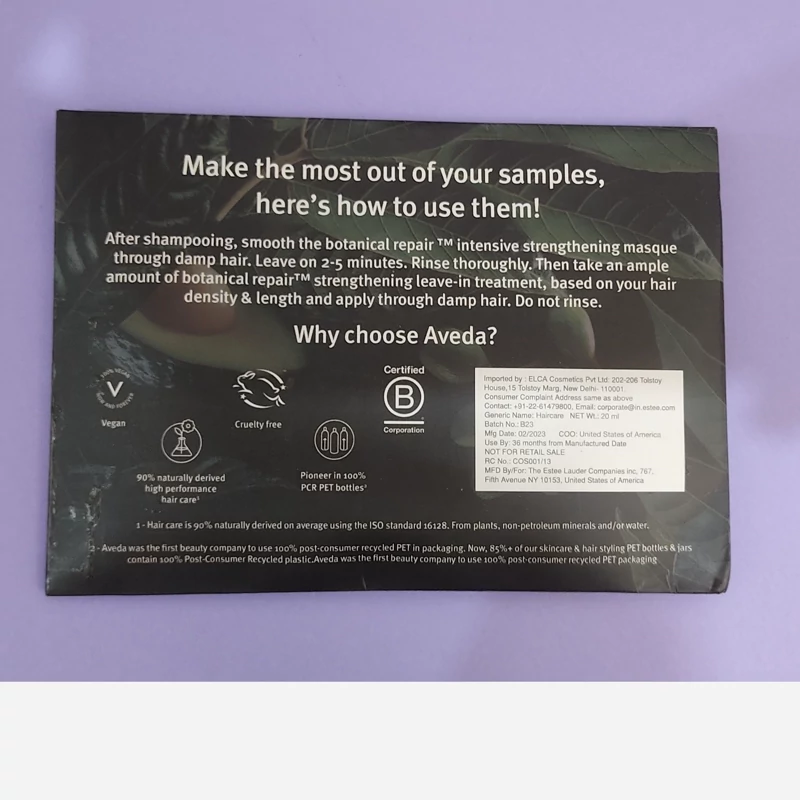 Make the most out of your samples,
here's how to use them!
After shampooing, smooth the botanical repair ™ intensive strengthening masque
through damp hair. Leave on 2-5 minutes. Rinse thoroughly. Then take an ample
amount of botanical repair™ strengthening leave-in treatment, based on your hair
density & length and apply through damp hair. Do not rinse.
Why choose Aveda?
100% VEGAN
V
NOW AND FOREVER
Vegan
Cruelty free
Certified
B
Corporation
90% naturally derived
high performance
hair care¹
Pioneer in 100%
PCR PET bottles²
Imported by : ELCA Cosmetics Pvt Ltd. 202-206 Tolstoy
House,15 Tolstoy Marg, New Delhi- 110001.
Consumer Complaint Address same as above
Contact: +91-22-61479800, Email: corporate@in.estee.com
Generic Name: Haircare NET Wt.: 20 ml
Batch No.: B23
Mfg Date: 02/2023 COO: United States of America
Use By: 36 months from Manufactured Date
NOT FOR RETAIL SALE
RC No.: COS001/13
MFD By/For: The Estee Lauder Companies Inc, 767,
Fifth Avenue NY 10153, United States of America
1 - Hair care is 90% naturally derived on average using the ISO standard 16128. From plants, non-petroleum minerals and/or water.
2 - Aveda was the first beauty company to use 100% post-consumer recycled PET in packaging. Now, 85%+ of our skincare & hair styling PET bottles & jars
contain 100% Post-Consumer Recycled plastic.Aveda was the first beauty company to use 100% post-consumer recycled PET packaging